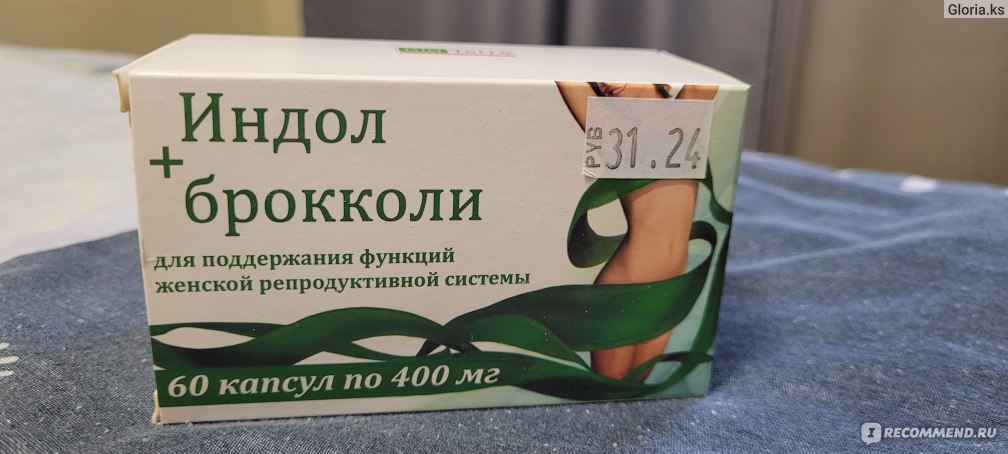 Gloria.ks
Индол
+
брокколи
для поддержания функций
женской репродуктивной системы
60 капсул по 400 мг
РУБ 31.24
I RECOMMEND.RU